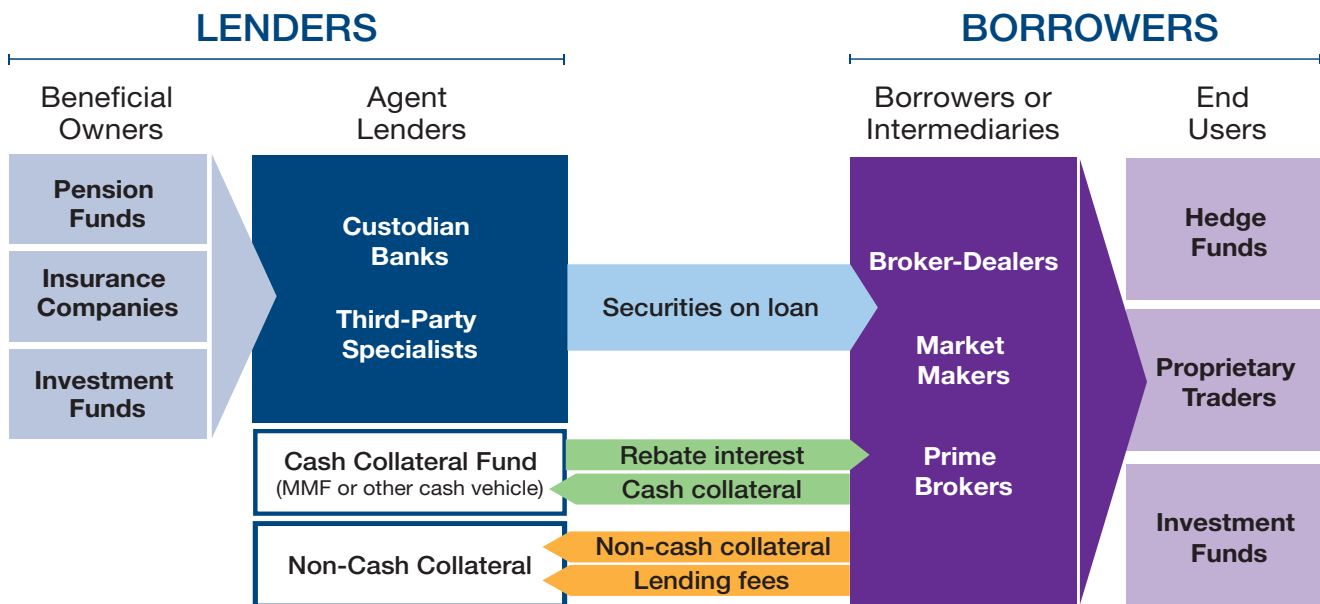 LENDERS
BORROWERS
Beneficial
Owners
Agent
Lenders
Borrowers or
Intermediaries
End
Users
Pension
Funds
Insurance
Companies
Investment
Funds
Custodian
Banks
Third-Party
Specialists
Securities on loan
Broker-Dealers
Market
Makers
Prime
Brokers
Hedge
Funds
Proprietary
Traders
Investment
Funds
Cash Collateral Fund
(MMF or other cash vehicle)
Rebate interest
Cash collateral
Non-Cash Collateral
Non-cash collateral
Lending fees